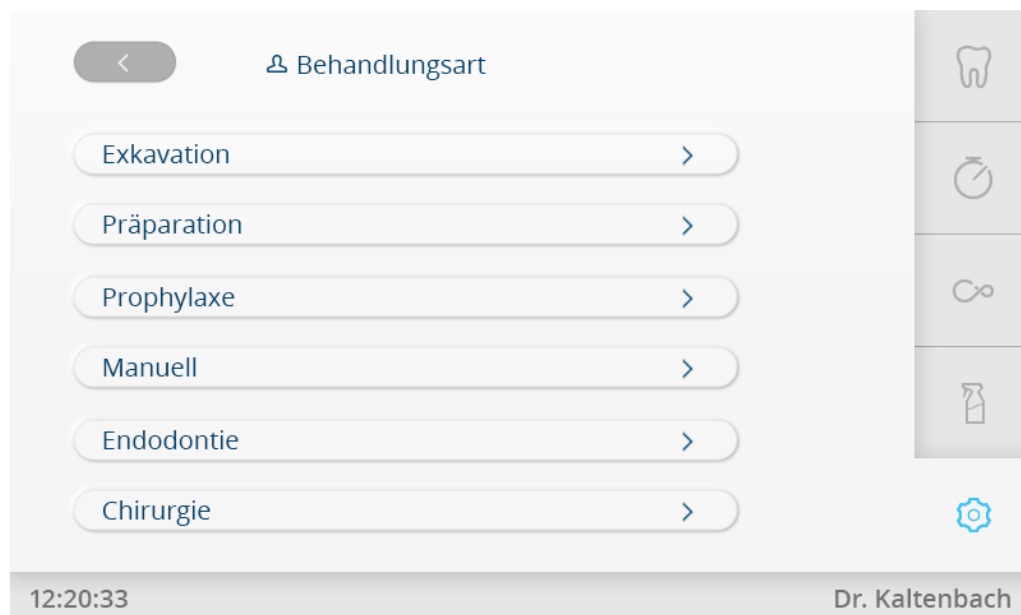 Behandlungsart
Exkavation
Präparation
Prophylaxe
Manuell
Endodontie
Chirurgie
12:20:33
Dr. Kaltenbach